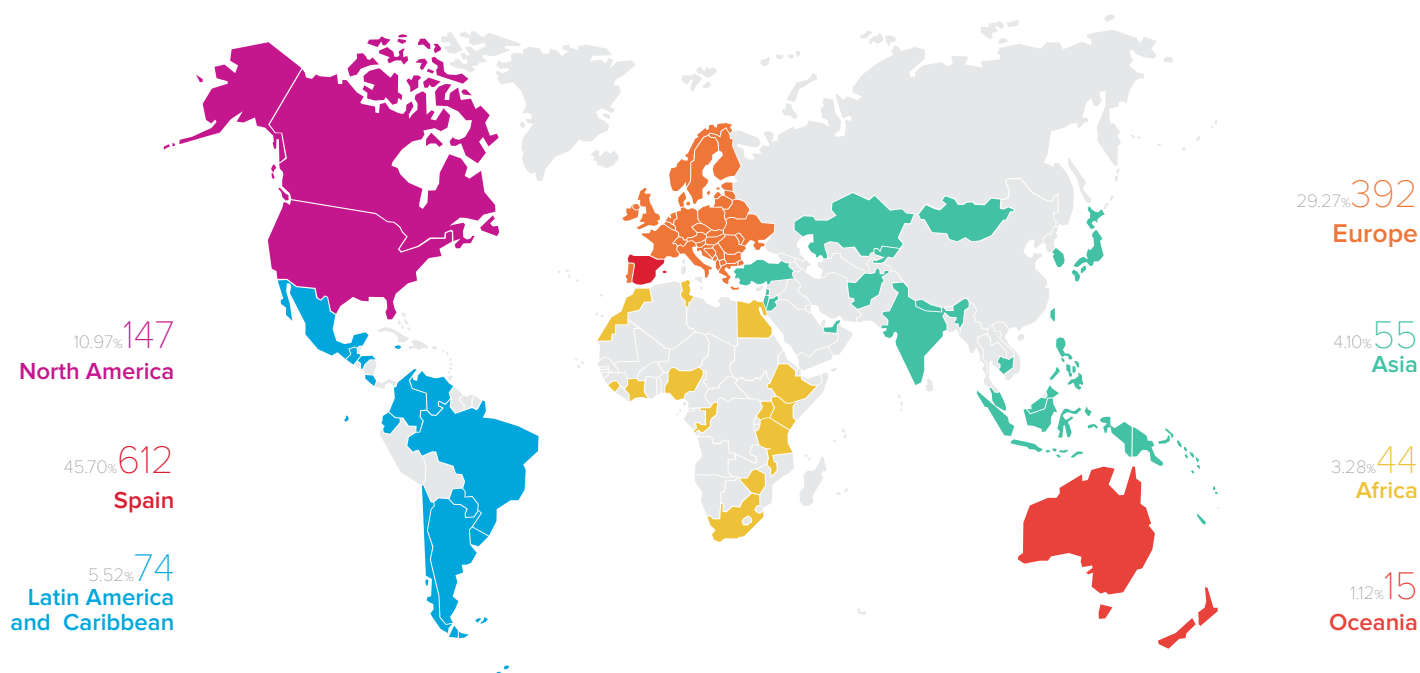 10.97%147
North America
45.70%612
Spain
5.52%74
Latin America
and Caribbean
29.27%392
Europe
4.10%55
Asia
3.28%44
Africa
1.12%15
Oceania